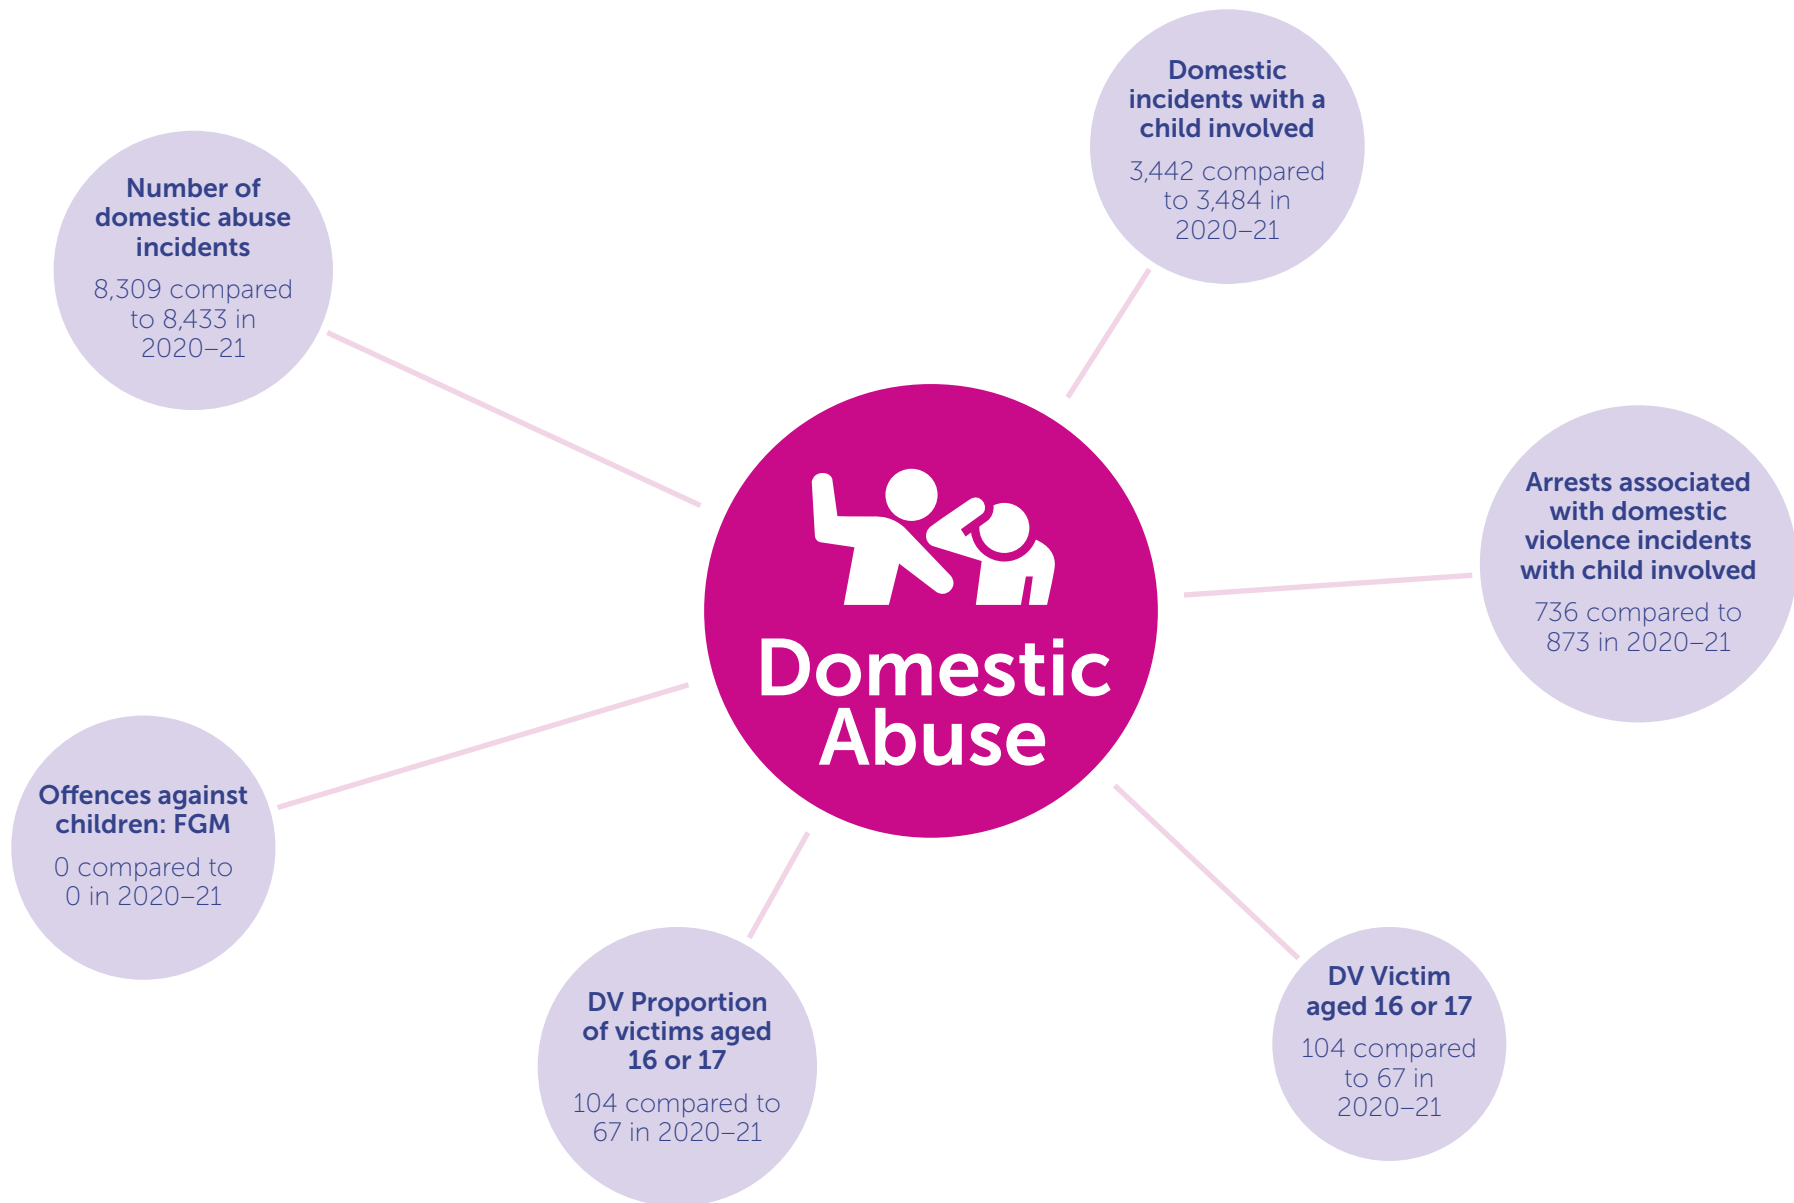 Domestic
incidents with a
child involved
3,442 compared
to 3,484 in
2020–21
Number of
domestic abuse
incidents
8,309 compared
to 8,433 in
2020–21
Arrests associated
with domestic
violence incidents
with child involved
736 compared to
873 in 2020–21
Domestic
Abuse
Offences against
children: FGM
0 compared to
0 in 2020–21
DV Proportion
of victims aged
16 or 17
104 compared to
67 in 2020–21
DV Victim
aged 16 or 17
104 compared
to 67 in
2020–21